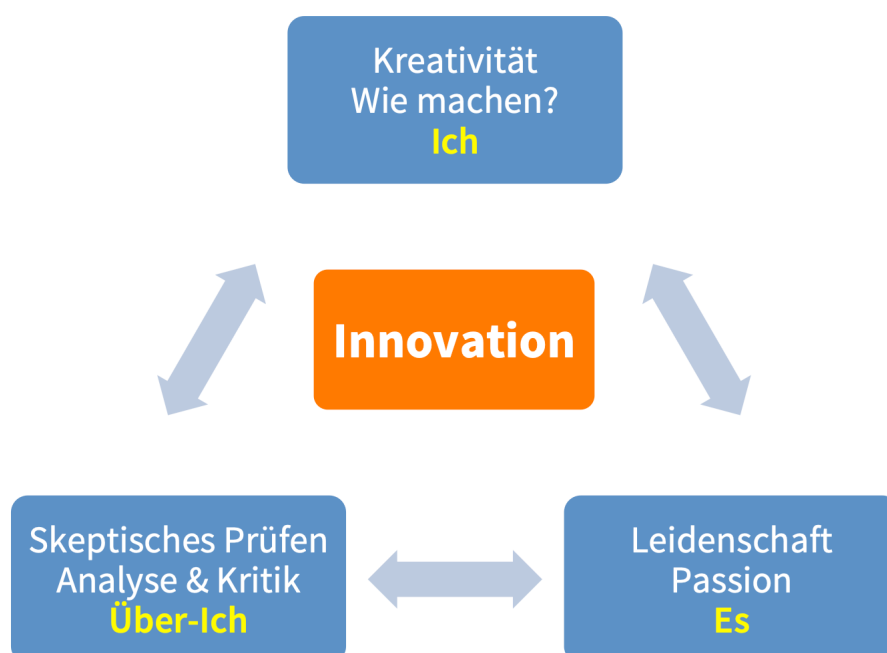 Kreativität
Wie machen?
Ich
Innovation
Skeptisches Prüfen
Analyse & Kritik
Über-Ich
Leidenschaft
Passion
Es